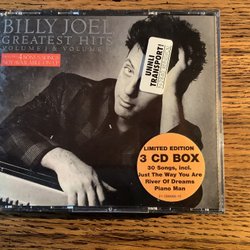 BILLY JOEL
GREATEST HITS
VOLUME I & VOLUME II
UNNLI TRANSPORT!
LIMITED EDITION
3 CD BOX
30 Songs, incl.
Just The Way You Are
River Of Dreams
Piano Man